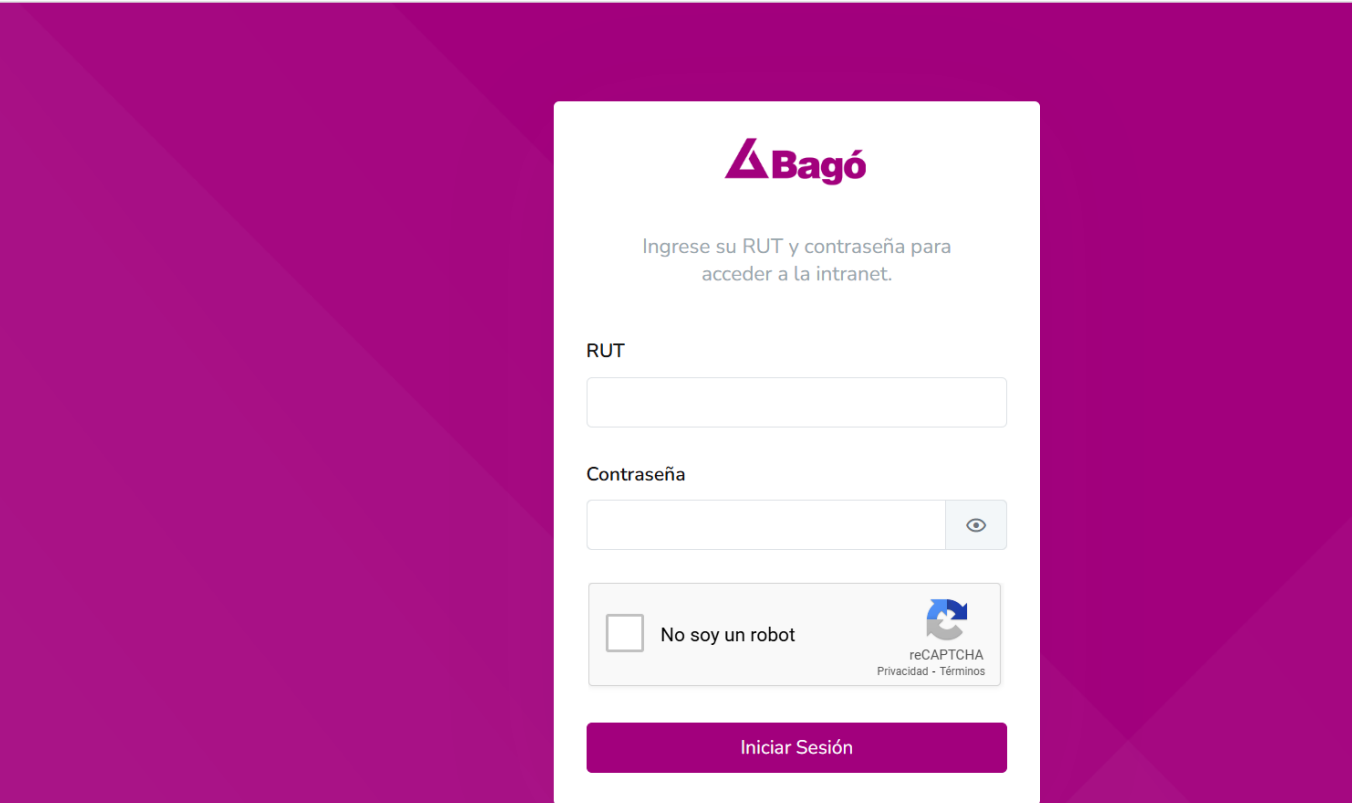 Bagó
Ingrese su RUT y contraseña para
acceder a la intranet.
RUT
Contraseña
No soy un robot
reCAPTCHA
Privacidad - Términos
Iniciar Sesión